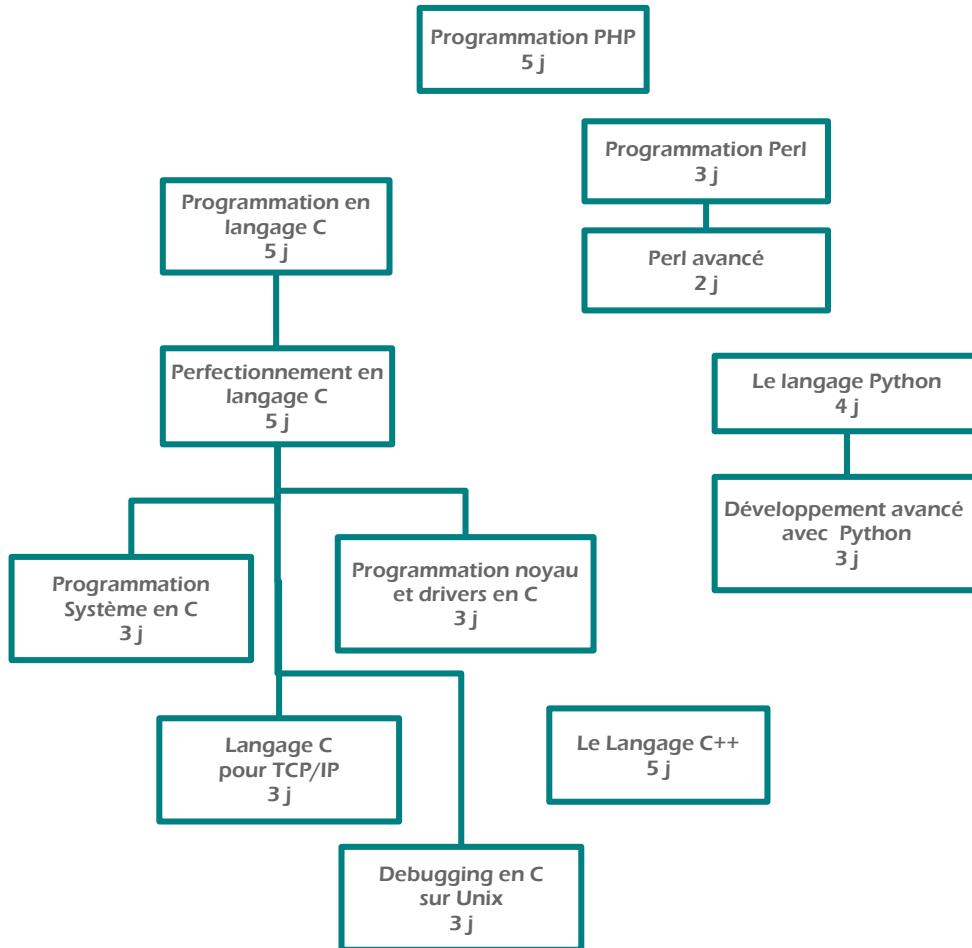 Programmation PHP
5 j
Programmation Perl
3 j
Programmation en
langage C
5 j
Perl avancé
2 j
Perfectionnement en
langage C
5 j
Le langage Python
4 j
Développement avancé
avec Python
3 j
Programmation
Système en C
3 j
Programmation noyau
et drivers en C
3 j
Langage C
pour TCP/IP
3 j
Le Langage C++
5 j
Debugging en C
sur Unix
3 j